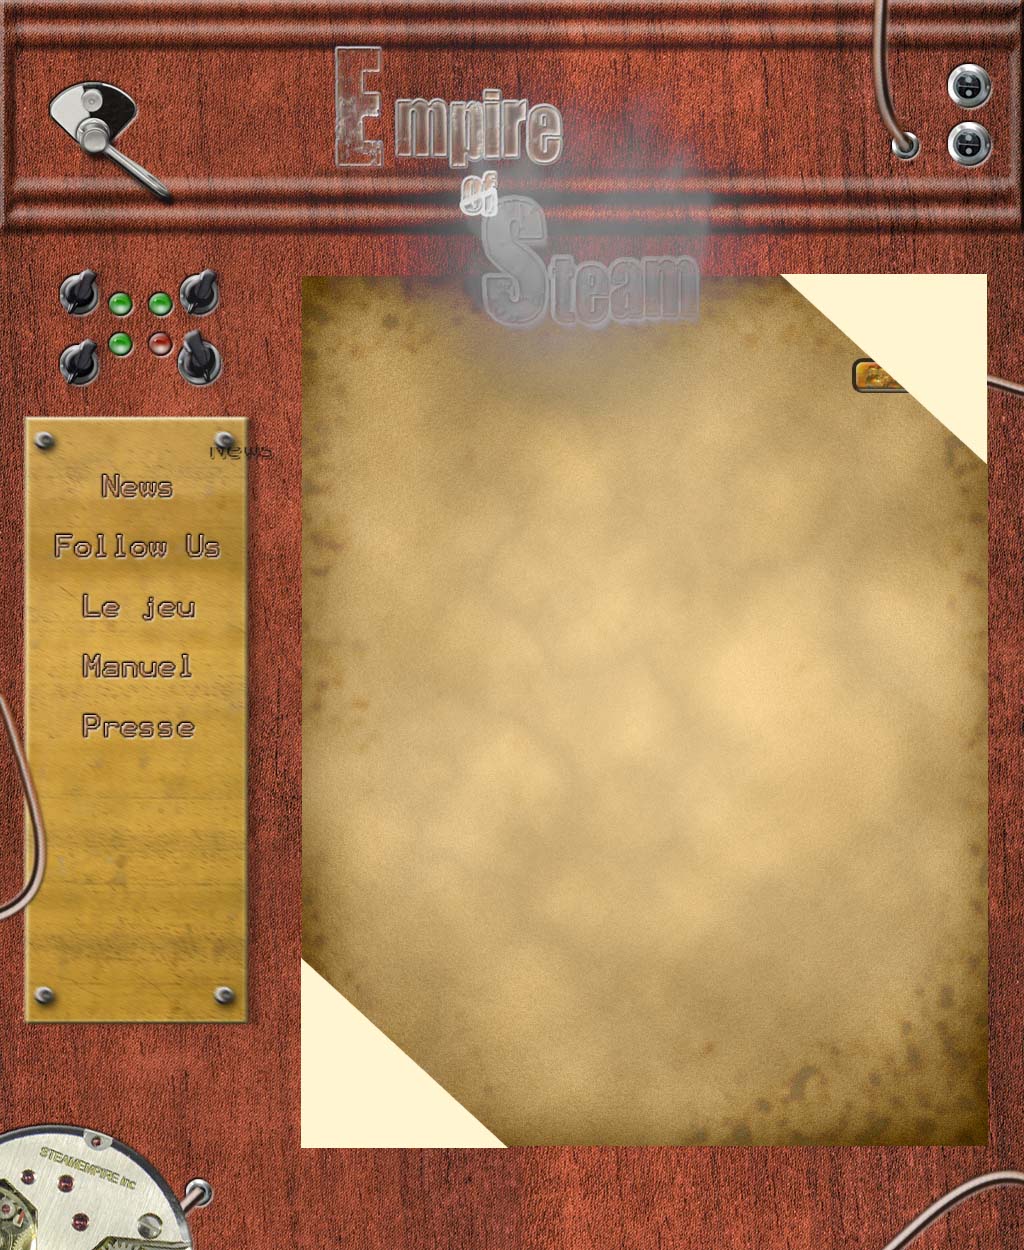 Empire
of
Steam
News
News
Follow Us
Le jeu
Manuel
Presse
STEAMEMPIRE inc